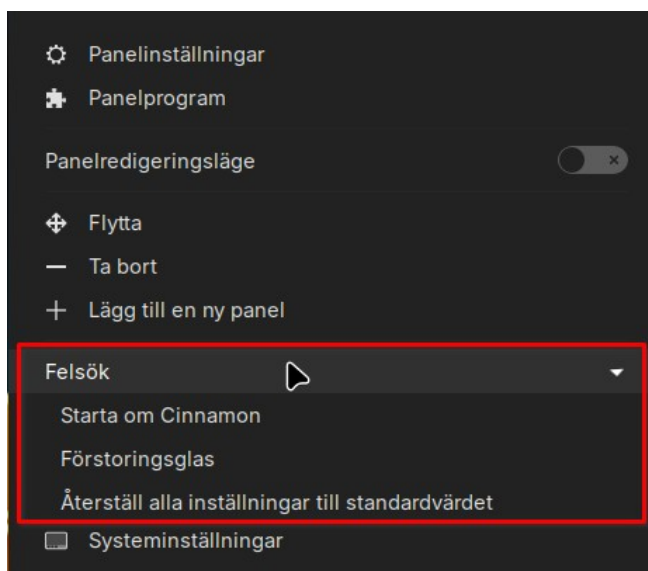 Panelinställningar
Panelprogram
Panelredigeringsläge
Flytta
Ta bort
Lägg till en ny panel
Felsök
Starta om Cinnamon
Förstoringsglas
Återställ alla inställningar till standardvärdet
Systeminställningar